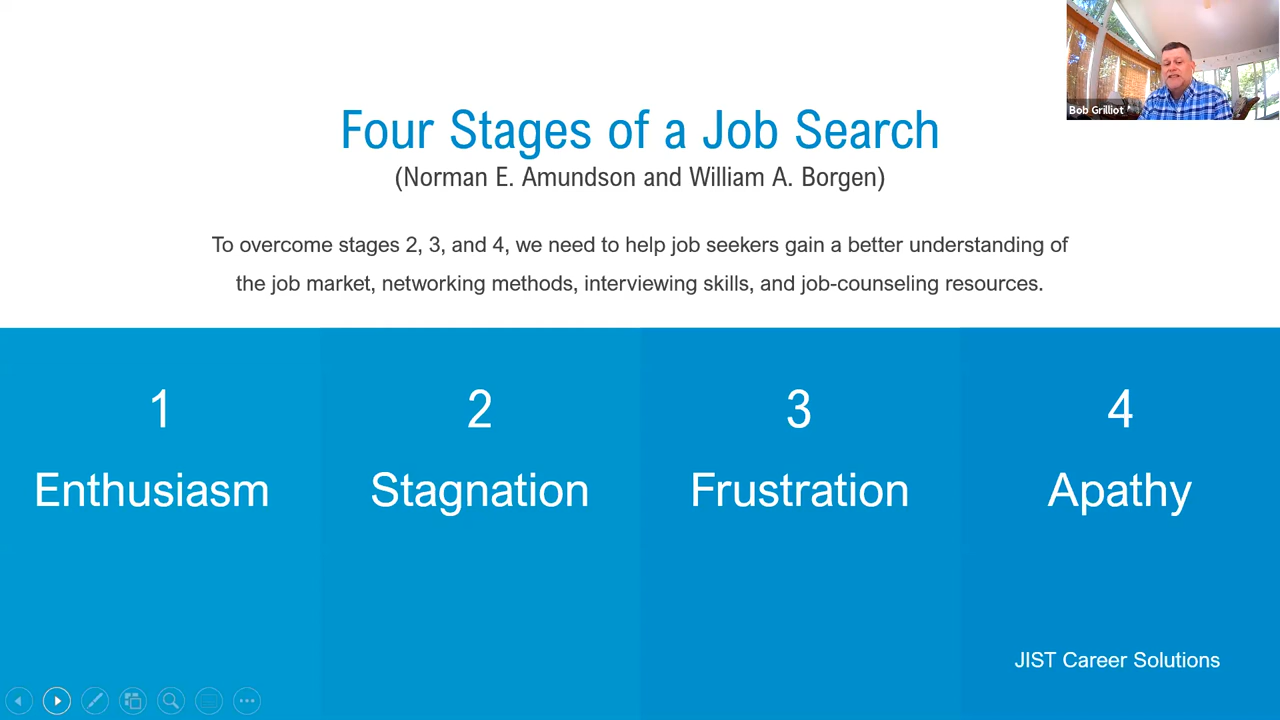 Bob Grilliot
Four Stages of a Job Search
(Norman E. Amundson and William A. Borgen)
To overcome stages 2, 3, and 4, we need to help job seekers gain a better understanding of
the job market, networking methods, interviewing skills, and job-counseling resources.
1
Enthusiasm
2
Stagnation
3
Frustration
4
Apathy
JIST Career Solutions